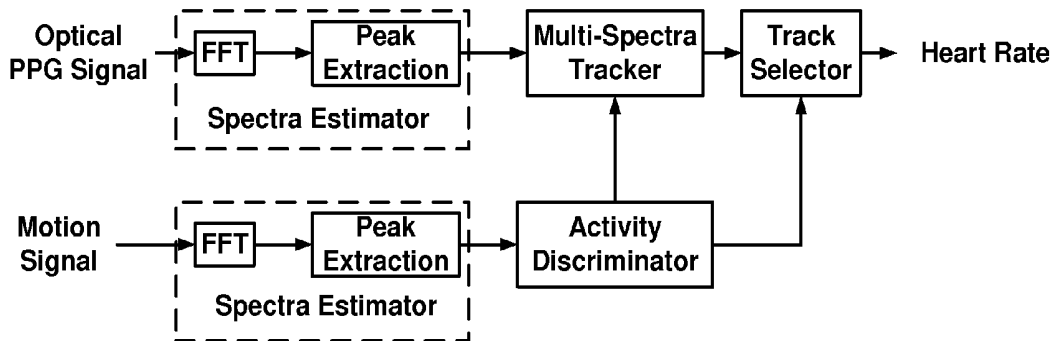 Optical
PPG Signal
FFT
Peak
Extraction
Spectra Estimator
Multi-Spectra
Tracker
Track
Selector
Heart Rate
Motion
Signal
FFT
Peak
Extraction
Spectra Estimator
Activity
Discriminator